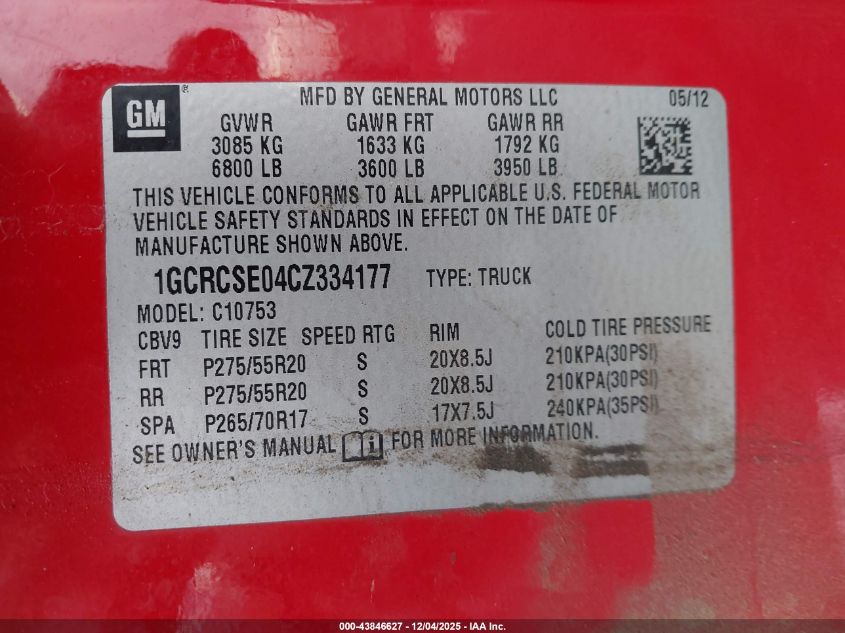 GM
MFD BY GENERAL MOTORS LLC 05/12
GVWR GAWR FRT GAWR RR
3085 KG 1633 KG 1792 KG
6800 LB 3600 LB 3950 LB
THIS VEHICLE CONFORMS TO ALL APPLICABLE U.S. FEDERAL MOTOR
VEHICLE SAFETY STANDARDS IN EFFECT ON THE DATE OF
MANUFACTURE SHOWN ABOVE.
1GCRCSE04CZ334177 TYPE: TRUCK
MODEL: C10753
CBV9 TIRE SIZE SPEED RTG RIM COLD TIRE PRESSURE
FRT P275/55R20 S 20X8.5J 210KPA(30PSI)
RR P275/55R20 S 20X8.5J 210KPA(30PSI)
SPA P265/70R17 S 17X7.5J 240KPA(35PSI)
SEE OWNER'S MANUAL i FOR MORE INFORMATION.
000-43846627 - 12/04/2025 - IAA Inc.